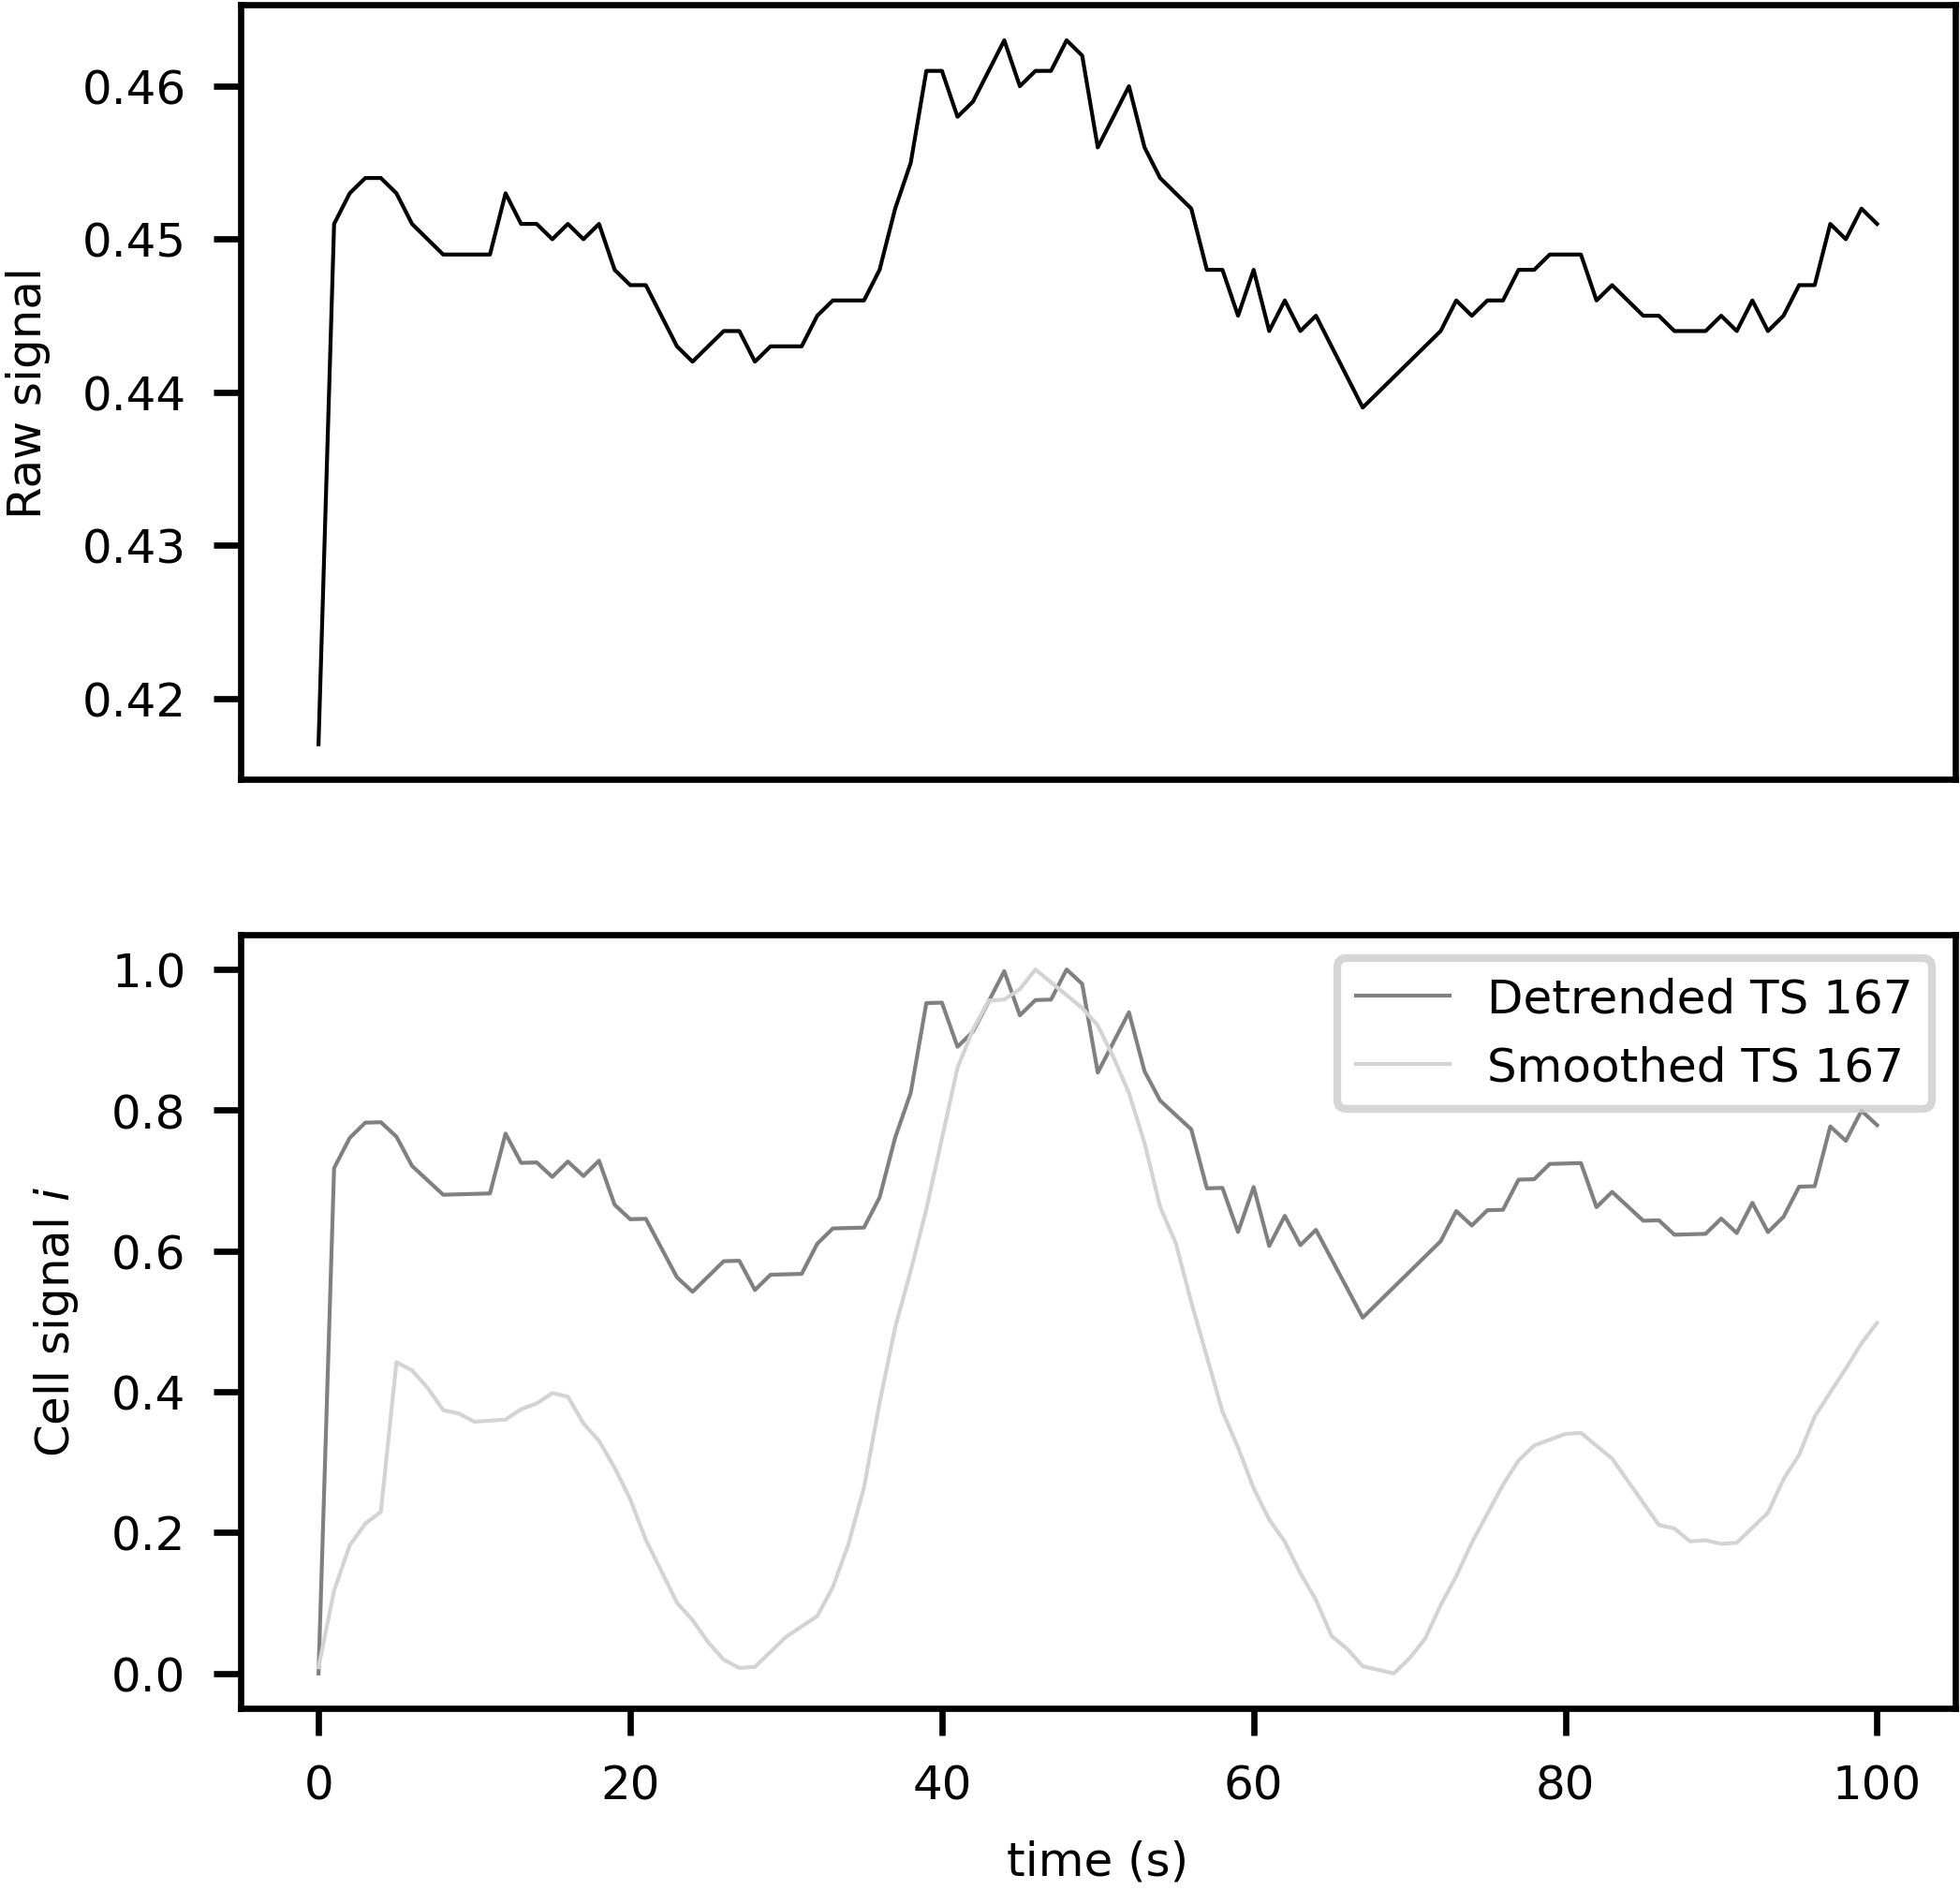 Raw signal
0.46
0.45
0.44
0.43
0.42
Cell signal i
1.0
0.8
0.6
0.4
0.2
0.0
Detrended TS 167
Smoothed TS 167
0 20 40 60 80 100
time (s)